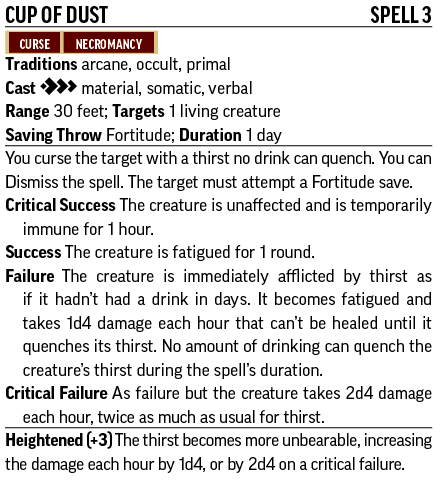 CUP OF DUST SPELL 3
CURSE NECROMANCY
Traditions arcane, occult, primal
Cast material, somatic, verbal
Range 30 feet; Targets 1 living creature
Saving Throw Fortitude; Duration 1 day
You curse the target with a thirst no drink can quench. You can
Dismiss the spell. The target must attempt a Fortitude save.
Critical Success The creature is unaffected and is temporarily
immune for 1 hour.
Success The creature is fatigued for 1 round.
Failure The creature is immediately afflicted by thirst as
if it hadn't had a drink in days. It becomes fatigued and
takes 1d4 damage each hour that can't be healed until it
quenches its thirst. No amount of drinking can quench the
creature's thirst during the spell's duration.
Critical Failure As failure but the creature takes 2d4 damage
each hour, twice as much as usual for thirst.
Heightened (+3) The thirst becomes more unbearable, increasing
the damage each hour by 1d4, or by 2d4 on a critical failure.